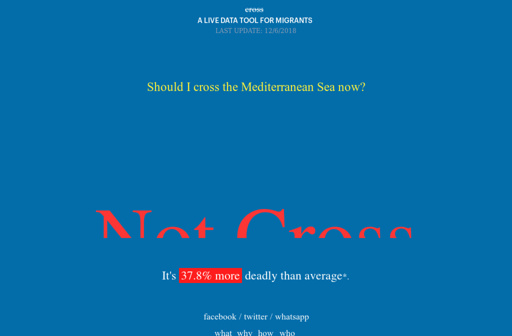 cross
A LIVE DATA TOOL FOR MIGRANTS
LAST UPDATE: 12/6/2018
Should I cross the Mediterranean Sea now?
Not Cross
It's 37.8% more deadly than average*.
facebook / twitter / whatsapp
what why how who